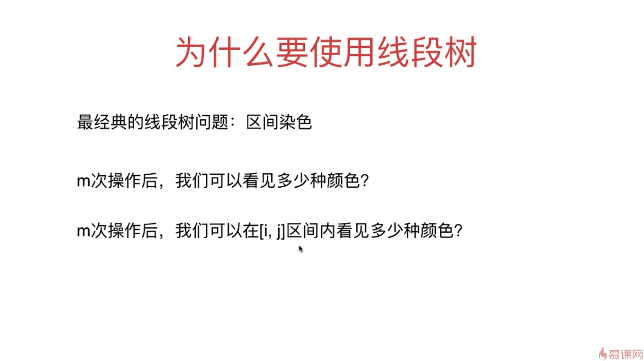 为什么要使用线段树
最经典的线段树问题：区间染色
m次操作后，我们可以看见多少种颜色？
m次操作后，我们可以在[i, j]区间内看见多少种颜色？
慕课网